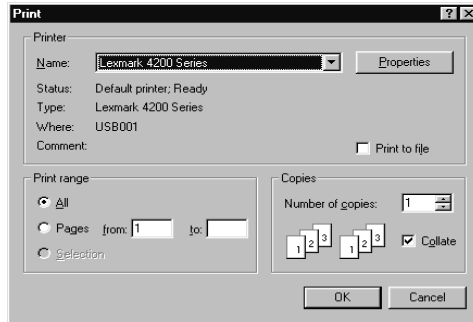 Print
Printer
Name: Lexmark 4200 Series Properties
Status: Default printer; Ready
Type: Lexmark 4200 Series
Where: USB001
Comment: Print to file
Print range
All
Pages from: 1 to:
Selection
Copies
Number of copies: 1
1 2 3 1 2 3 Collate
OK Cancel